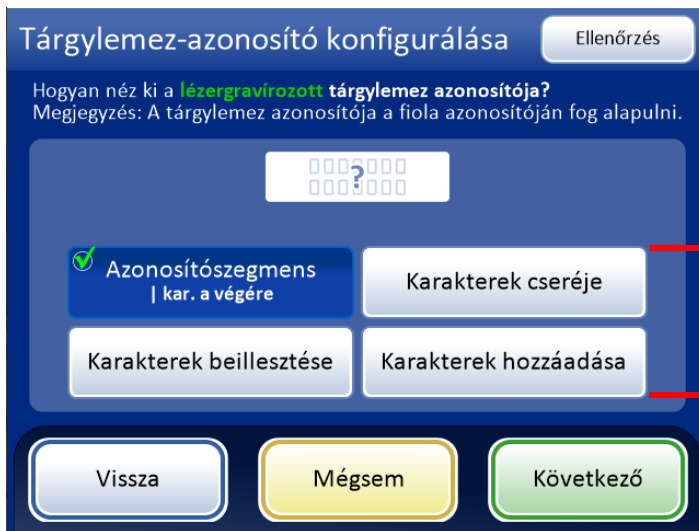 Tárgylemez-azonosító konfigurálása
Ellenőrzés
Hogyan néz ki a lézergravírozott tárgylemez azonosítója?
Megjegyzés: A tárgylemez azonosítója a fiola azonosítóján fog alapulni.
?
Azonosítószegmens
| kar. a végére
Karakterek cseréje
Karakterek beillesztése
Karakterek hozzáadása
Vissza
Mégsem
Következő